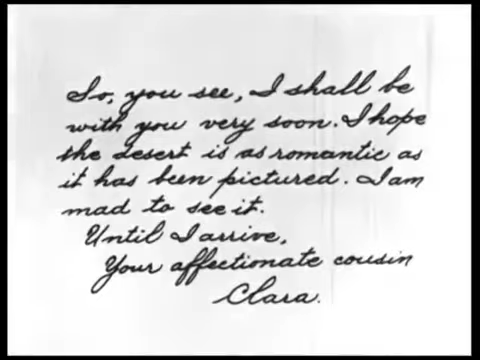 So, you see, I shall be
with you very soon. I hope
the desert is as romantic as
it has been pictured. I am
mad to see it.
Until I arrive,
Your affectionate cousin
Clara.